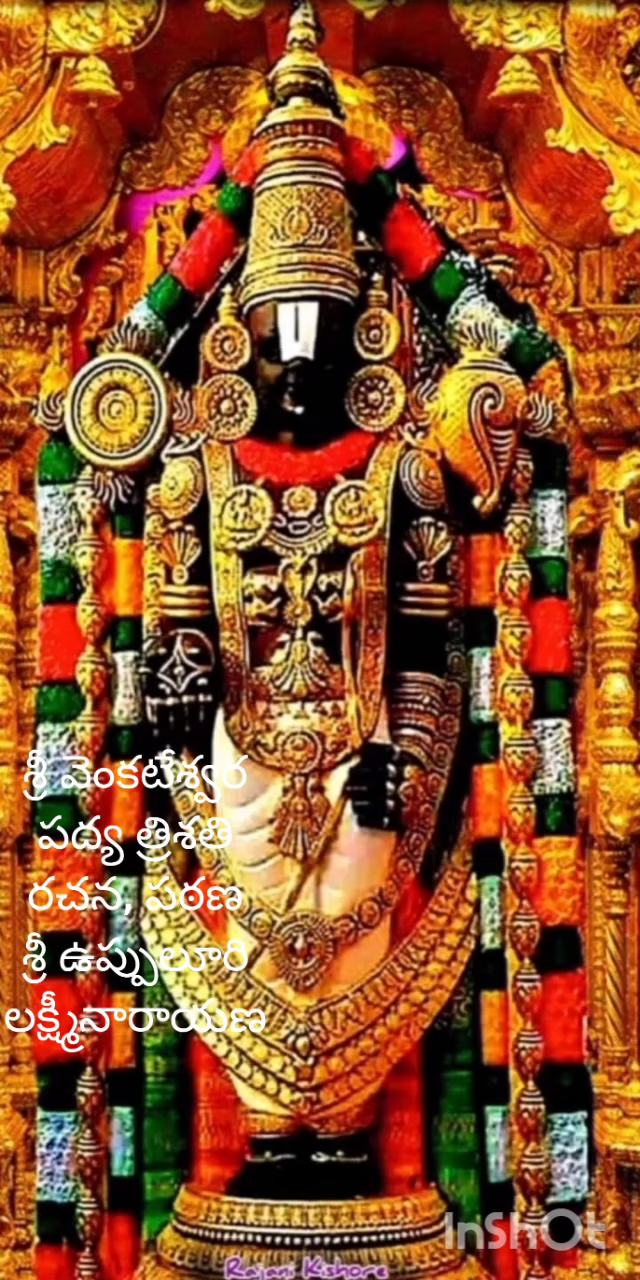 శ్రీ వెంకటేశ్వర
పద్య త్రిశతి
రచన, పఠణ
శ్రీ ఉప్పులూరి
లక్ష్మీనారాయణ
InShOt
Rajani Kishore